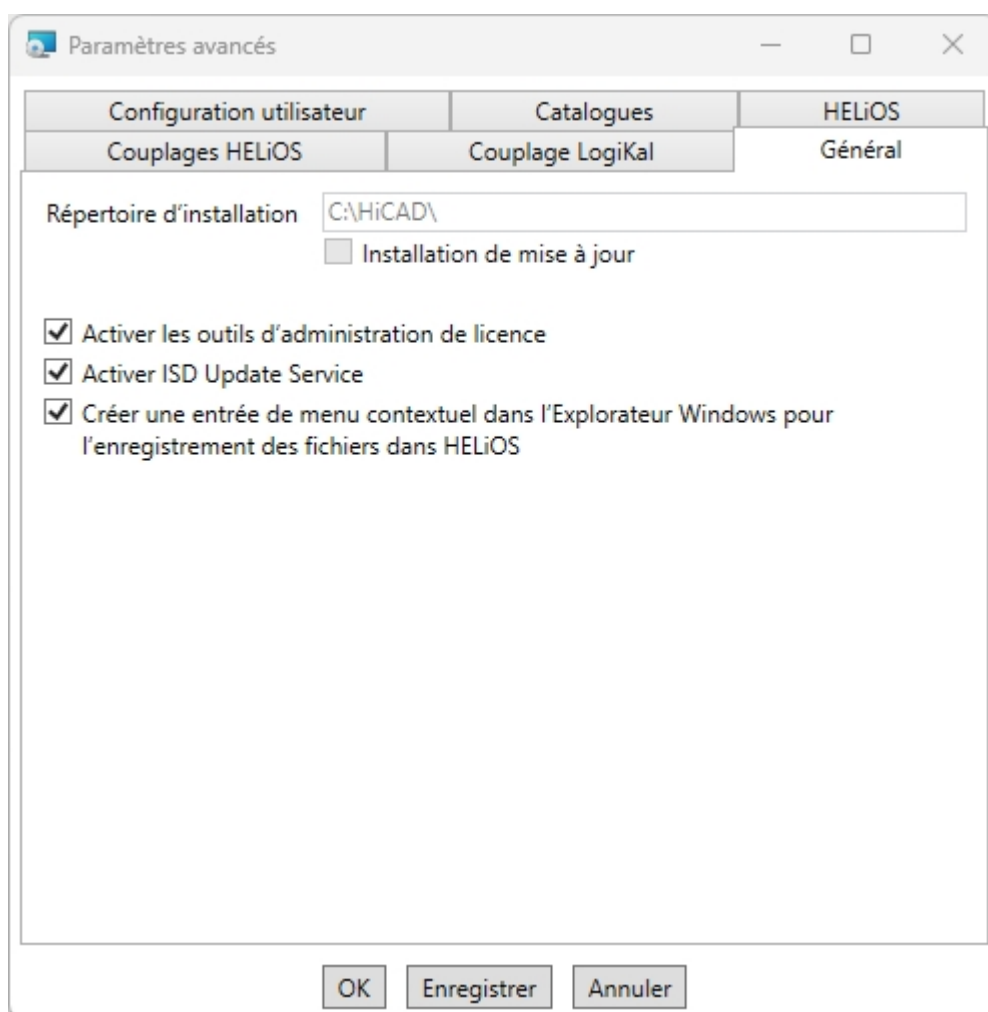 Paramètres avancés
Configuration utilisateur
Catalogues
HELiOS
Couplages HELiOS
Couplage LogiKal
Général
Répertoire d'installation
C:\HiCAD\
Installation de mise à jour
Activer les outils d'administration de licence
Activer ISD Update Service
Créer une entrée de menu contextuel dans l'Explorateur Windows pour
l'enregistrement des fichiers dans HELiOS
OK
Enregistrer
Annuler